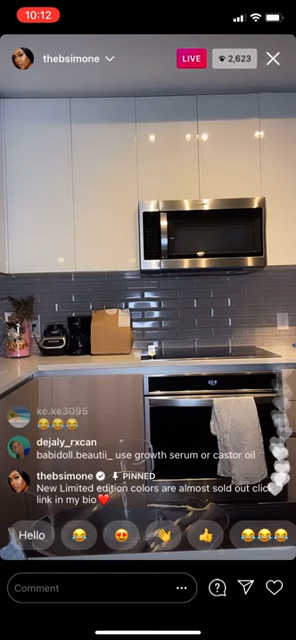 10:12
thebsimone
LIVE
2,623
ke.ke3095
😂😂😂
dejaly_rxcan
babidoll.beautii_ use growth serum or castor oil
thebsimone PINNED
New Limited edition colors are almost sold out click
link in my bio❤️
Hello 😂 😍 👋 👍 😂😂😂
Comment